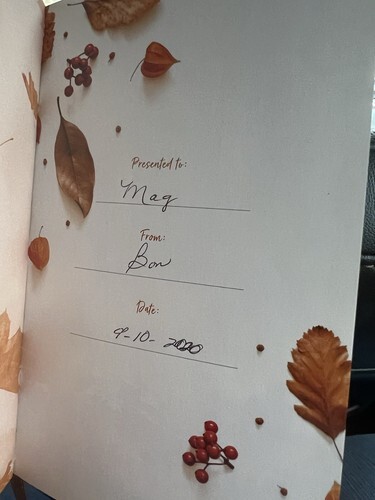 Presented to:
Mag
From:
Bon
Date:
9-10-2020